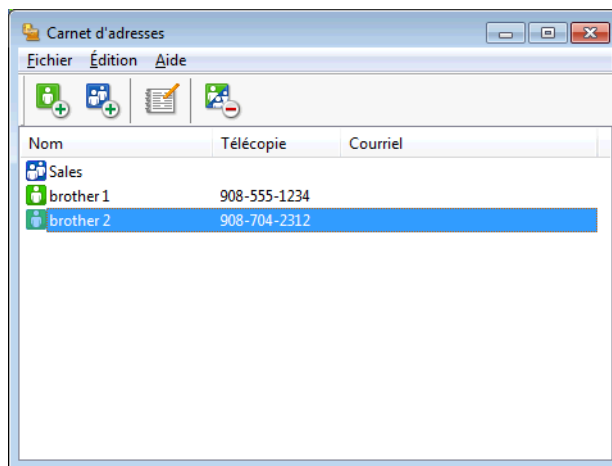 Carnet d'adresses
Fichier Édition Aide
Nom Télécopie Courriel
Sales
brother 1 908-555-1234
brother 2 908-704-2312